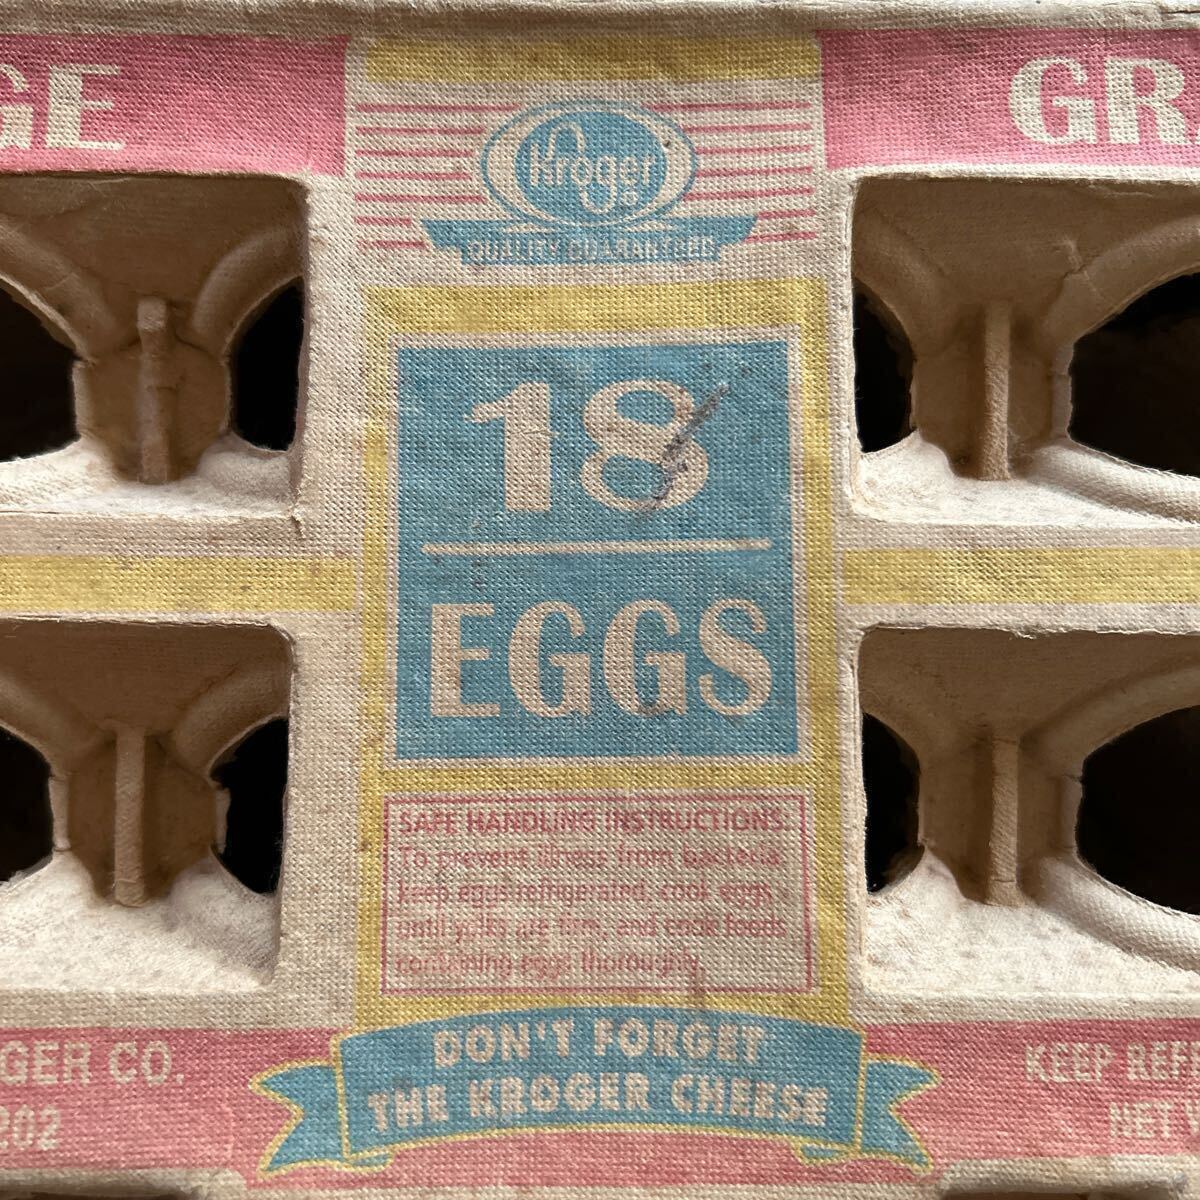 GE
GR
Kroger
QUALITY GUARANTEED
18
EGGS
SAFE HANDLING INSTRUCTIONS:
To prevent illness from bacteria:
keep eggs refrigerated, cook eggs
until yolks are firm, and cook foods
containing eggs thoroughly.
DON'T FORGET
THE KROGER CHEESE
GER CO.
202
KEEP REF
NET